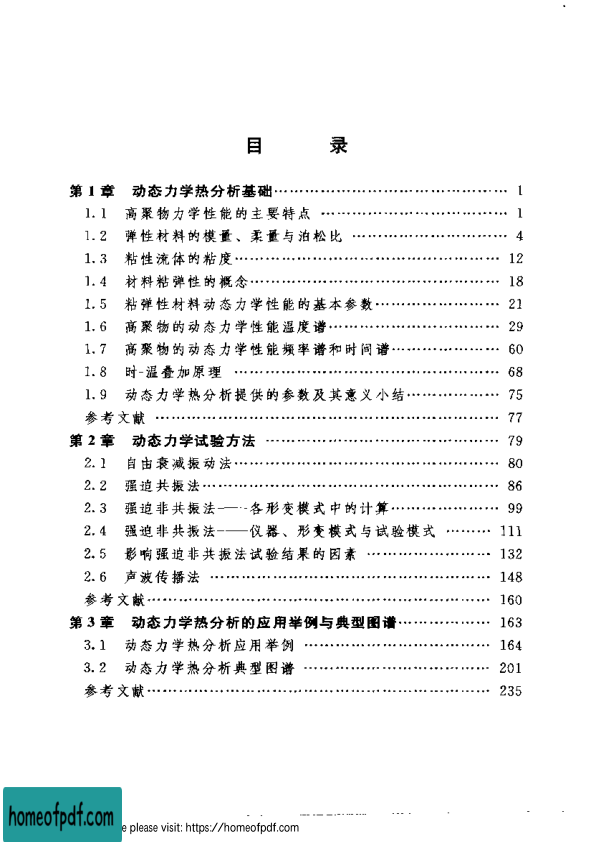 目 录
第1章 动态力学热分析基础…………………………………… 1
1.1 高聚物力学性能的主要特点 …………………………… 1
1.2 弹性材料的模量、柔量与泊松比 ……………………… 4
1.3 粘性流体的粘度………………………………………… 12
1.4 材料粘弹性的概念……………………………………… 18
1.5 粘弹性材料动态力学性能的基本参数………………… 21
1.6 高聚物的动态力学性能温度谱………………………… 29
1.7 高聚物的动态力学性能频率谱和时间谱……………… 60
1.8 时-温叠加原理 ………………………………………… 68
1.9 动态力学热分析提供的参数及其意义小结…………… 75
参考文献 …………………………………………………… 77
第2章 动态力学试验方法 …………………………………… 79
2.1 自由衰减振动法………………………………………… 80
2.2 强迫共振法……………………………………………… 86
2.3 强迫非共振法——各形变模式中的计算……………… 99
2.4 强迫非共振法——仪器、形变模式与试验模式 ……… 111
2.5 影响强迫非共振法试验结果的因素 ………………… 132
2.6 声波传播法 …………………………………………… 148
参考文献…………………………………………………… 160
第3章 动态力学热分析的应用举例与典型图谱…………… 163
3.1 动态力学热分析应用举例 …………………………… 164
3.2 动态力学热分析典型图谱 …………………………… 201
参考文献…………………………………………………… 235
homeofpdf.com
e please visit: https://homeofpdf.com